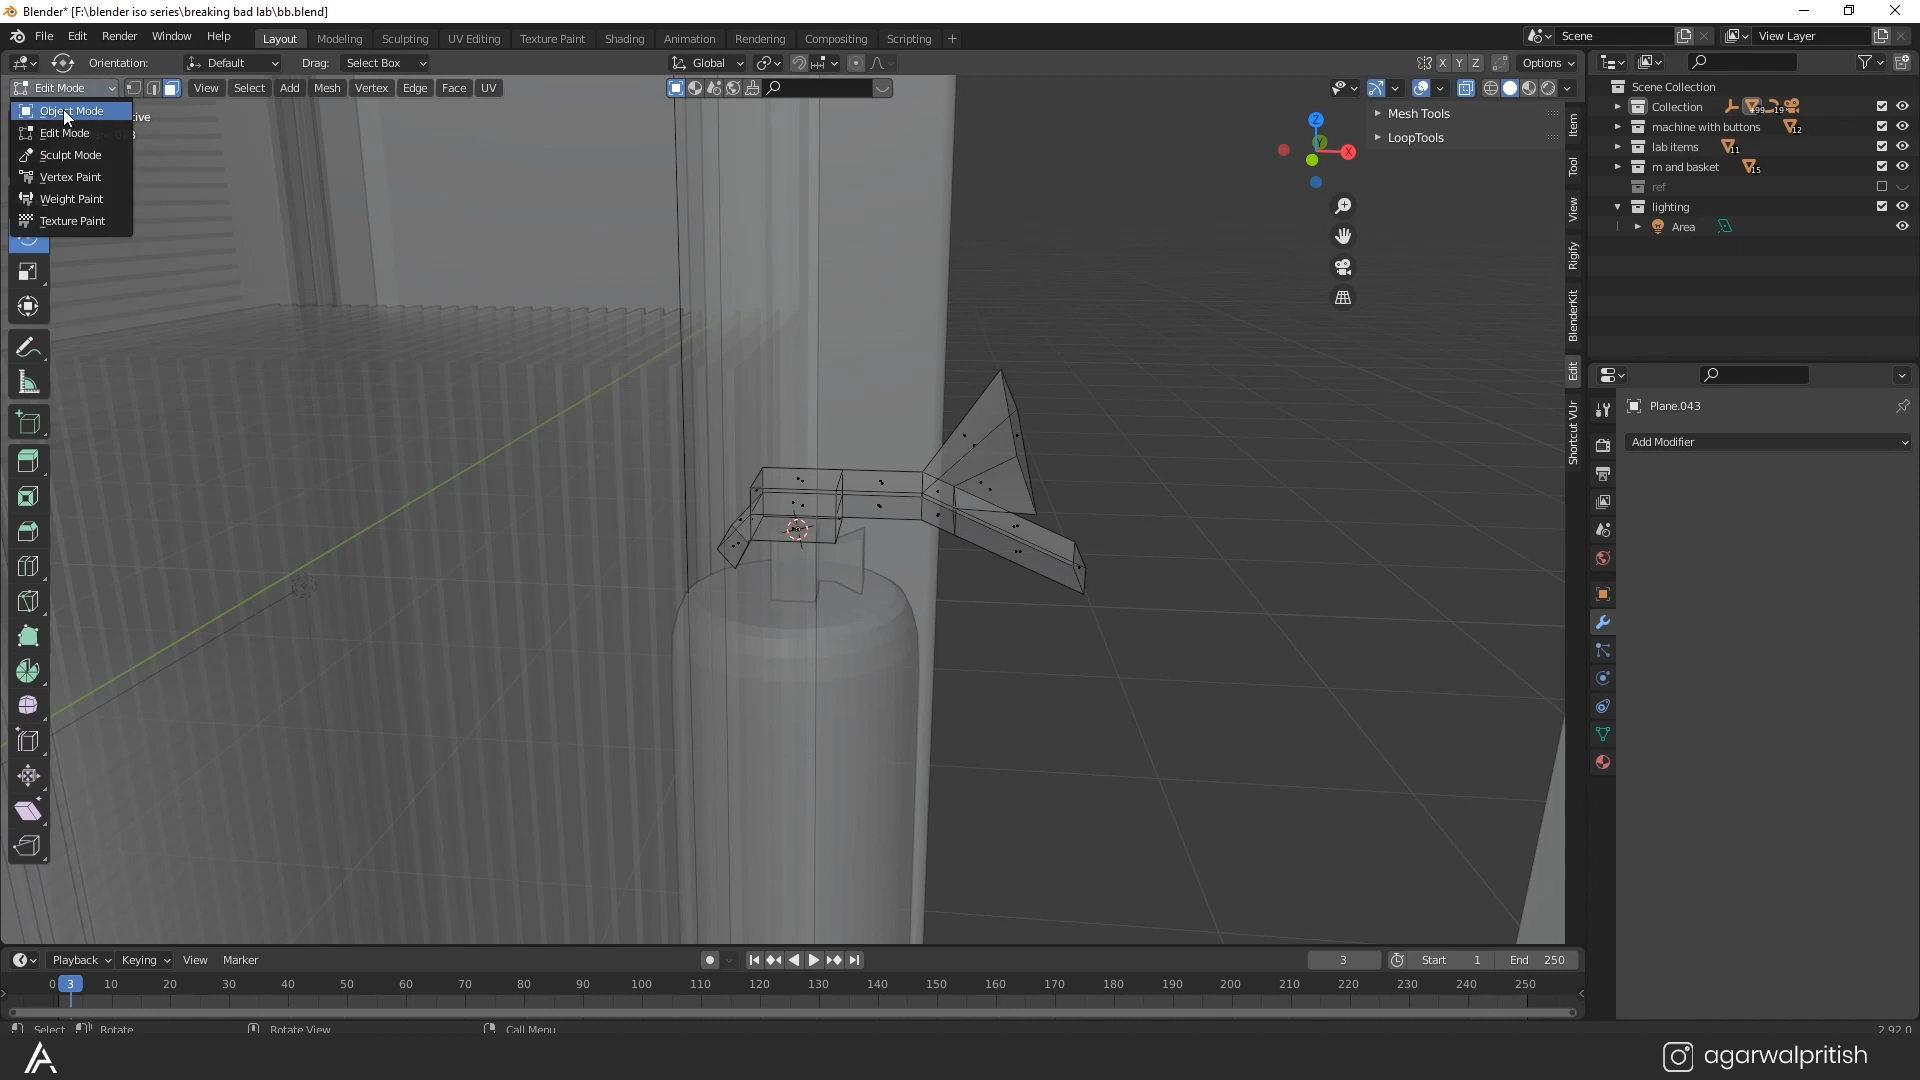 Blender* [F:\blender iso series\breaking bad lab\bb.blend]
File Edit Render Window Help
Layout Modeling Sculpting UV Editing Texture Paint Shading Animation Rendering Compositing Scripting +
Scene
View Layer
Orientation: Default Drag: Select Box
Global
X Y Z Options
Edit Mode View Select Add Mesh Vertex Edge Face UV
Object Mode
Edit Mode
Sculpt Mode
Vertex Paint
Weight Paint
Texture Paint
Mesh Tools
LoopTools
Z
X
Item
Tool
View
Rigify
BlenderKit
Edit
Shortcut VUr
Scene Collection
Collection 99 19
machine with buttons 12
lab items 11
m and basket 15
ref
lighting
Area
Plane.043
Add Modifier
Playback Keying View Marker
3 Start 1 End 250
0 3 10 20 30 40 50 60 70 80 90 100 110 120 130 140 150 160 170 180 190 200 210 220 230 240 250
Select Rotate Rotate View Call Menu
2.92.0
agarwalpritish